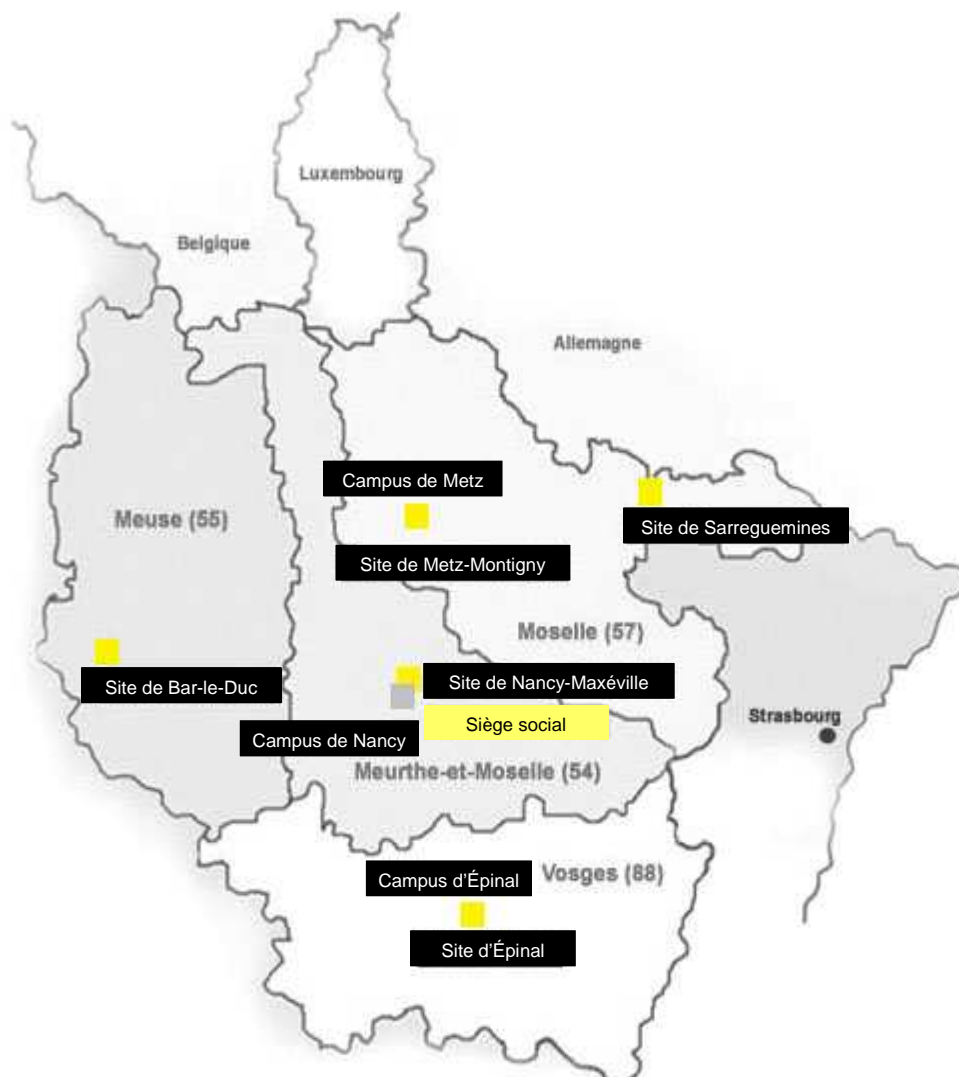 Luxembourg
Belgique
Allemagne
Campus de Metz
Meuse (55)
Site de Sarreguemines
Site de Metz-Montigny
Moselle (57)
Site de Bar-le-Duc
Site de Nancy-Maxéville
Siège social
Strasbourg
Campus de Nancy
Meurthe-et-Moselle (54)
Campus d'Épinal
Vosges (88)
Site d'Épinal